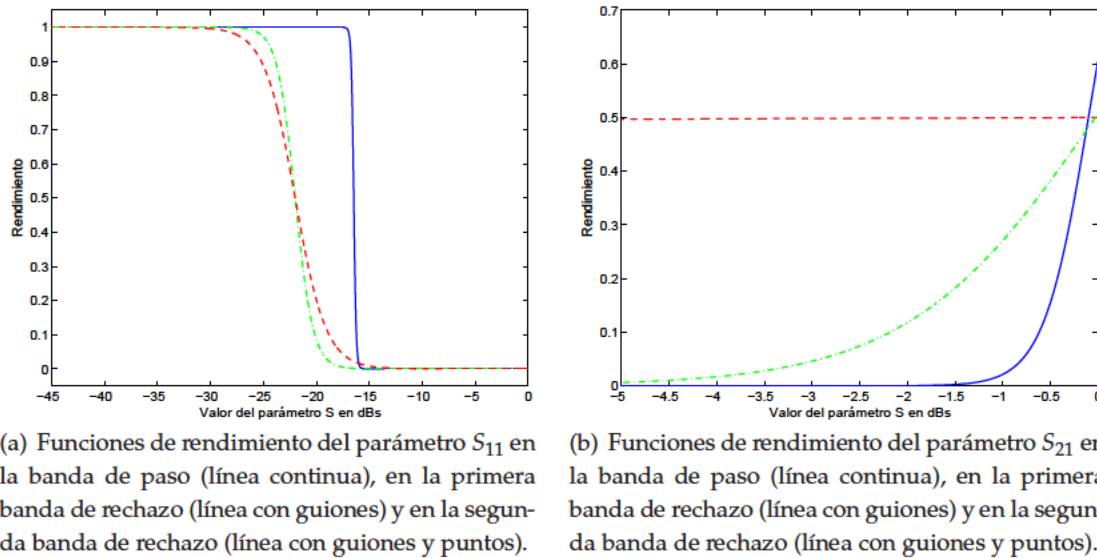 1
0.9
0.8
0.7
0.6
0.5
0.4
0.3
0.2
0.1
0
Rendimiento
−45 −40 −35 −30 −25 −20 −15 −10 −5 0
Valor del parámetro S en dBs
(a) Funciones de rendimiento del parámetro S11 en
la banda de paso (línea continua), en la primera
banda de rechazo (línea con guiones) y en la segun-
da banda de rechazo (línea con guiones y puntos).
0.7
0.6
0.5
0.4
0.3
0.2
0.1
0
Rendimiento
−5 −4.5 −4 −3.5 −3 −2.5 −2 −1.5 −1 −0.5 0
Valor del parámetro S en dBs
(b) Funciones de rendimiento del parámetro S21 en
la banda de paso (línea continua), en la primera
banda de rechazo (línea con guiones) y en la segun-
da banda de rechazo (línea con guiones y puntos).